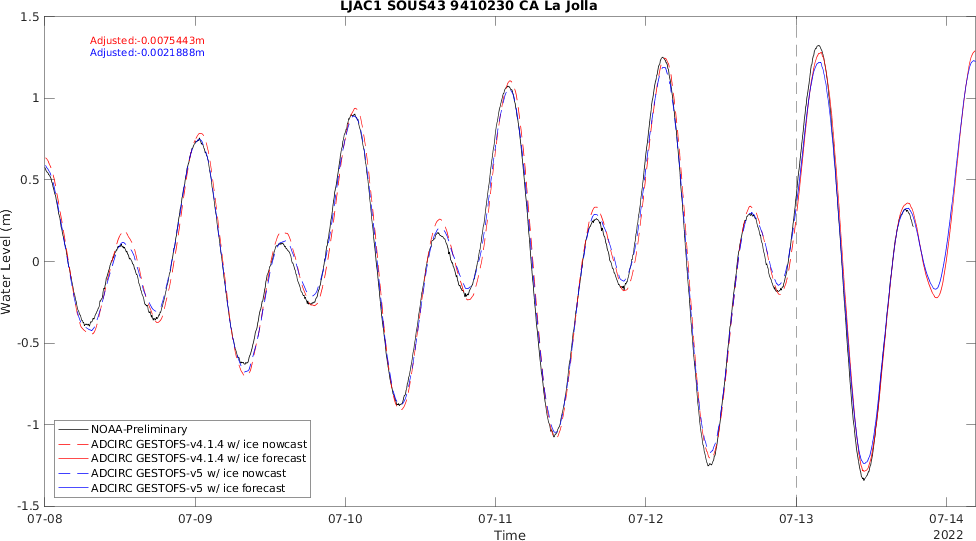 LJAC1 SOUS43 9410230 CA La Jolla
Adjusted:-0.0075443m
Adjusted:-0.0021888m
1.5
1
0.5
0
-0.5
-1
-1.5
Water Level (m)
NOAA-Preliminary
ADCIRC GESTOFS-v4.1.4 w/ ice nowcast
ADCIRC GESTOFS-v4.1.4 w/ ice forecast
ADCIRC GESTOFS-v5 w/ ice nowcast
ADCIRC GESTOFS-v5 w/ ice forecast
07-08 07-09 07-10 07-11 07-12 07-13 07-14
Time
2022